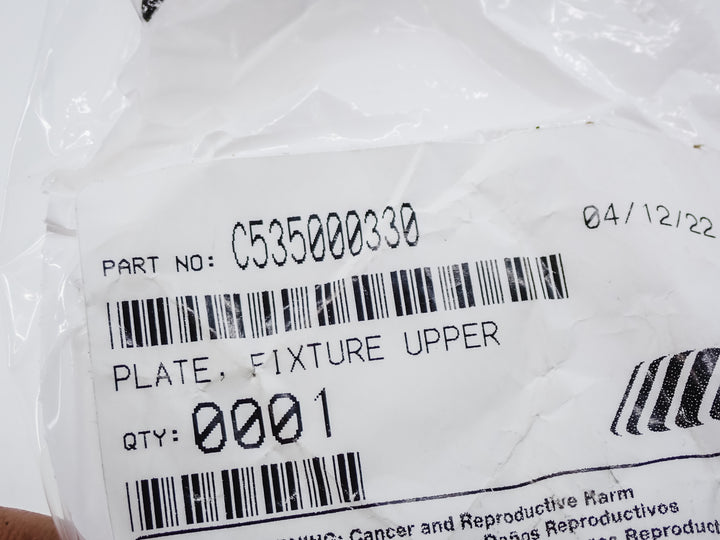 PART NO: C535000330
04/12/22
PLATE, FIXTURE UPPER
QTY: 0001
Cancer and Reproductive Harm
Daños Reproductivos